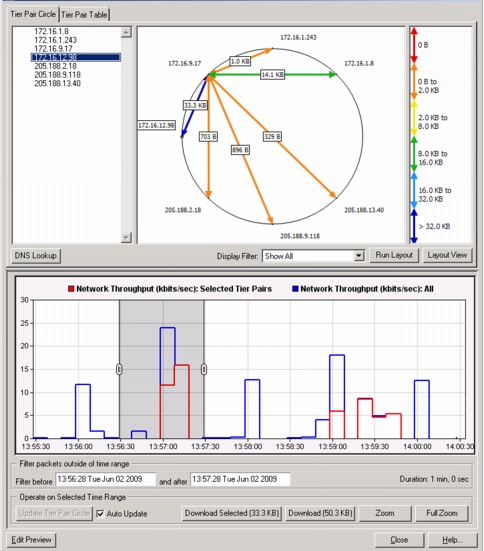 Tier Pair Circle Tier Pair Table
172.16.1.8
172.16.1.243
172.16.9.17
172.16.12.98
205.188.2.18
205.188.9.118
205.188.13.40
172.16.1.243
172.16.9.17
1.0 KB
172.16.1.8
14.1 KB
33.3 KB
172.16.12.98
703 B
896 B
329 B
205.188.2.18
205.188.13.40
205.188.9.118
0 B
0 B to
2.0 KB
2.0 KB to
8.0 KB
8.0 KB to
16.0 KB
16.0 KB to
32.0 KB
> 32.0 KB
DNS Lookup Display Filter: Show All Run Layout Layout View
Network Throughput (kbits/sec): Selected Tier Pairs Network Throughput (kbits/sec): All
30
25
20
15
10
5
0
13:55:30 13:56:00 13:56:30 13:57:00 13:57:30 13:58:00 13:58:30 13:59:00 13:59:30 14:00:00 14:00:30
Filter packets outside of time range
Filter before 13:56:28 Tue Jun 02 2009 and after 13:57:28 Tue Jun 02 2009 Duration: 1 min, 0 sec
Operate on Selected Time Range
Update Tier Pair Circle Auto Update Download Selected (33.3 KB) Download (50.3 KB) Zoom Full Zoom
Edit Preview Close Help...